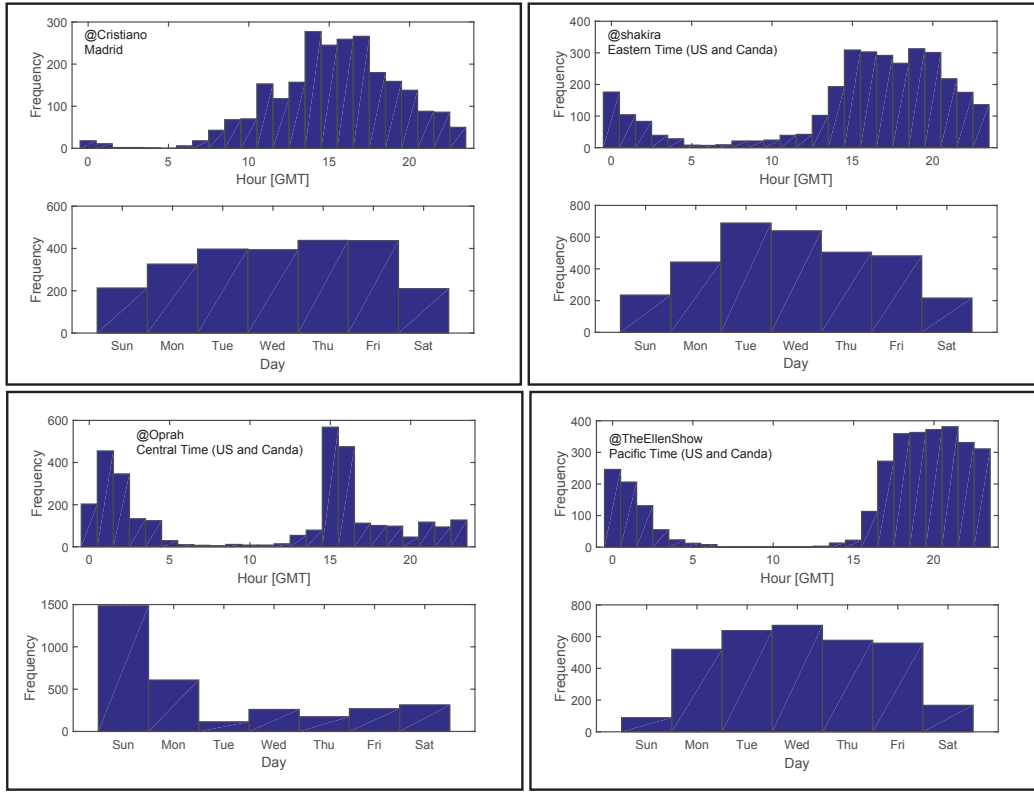 @Cristiano
Madrid
Frequency
300
200
100
0
0 5 10 15 20
Hour [GMT]
Frequency
600
400
200
0
Sun Mon Tue Wed Thu Fri Sat
Day
@shakira
Eastern Time (US and Canda)
Frequency
400
300
200
100
0
0 5 10 15 20
Hour [GMT]
Frequency
800
600
400
200
0
Sun Mon Tue Wed Thu Fri Sat
Day
@Oprah
Central Time (US and Canda)
Frequency
600
400
200
0
0 5 10 15 20
Hour [GMT]
Frequency
1500
1000
500
0
Sun Mon Tue Wed Thu Fri Sat
Day
@TheEllenShow
Pacific Time (US and Canda)
Frequency
400
300
200
100
0
0 5 10 15 20
Hour [GMT]
Frequency
800
600
400
200
0
Sun Mon Tue Wed Thu Fri Sat
Day